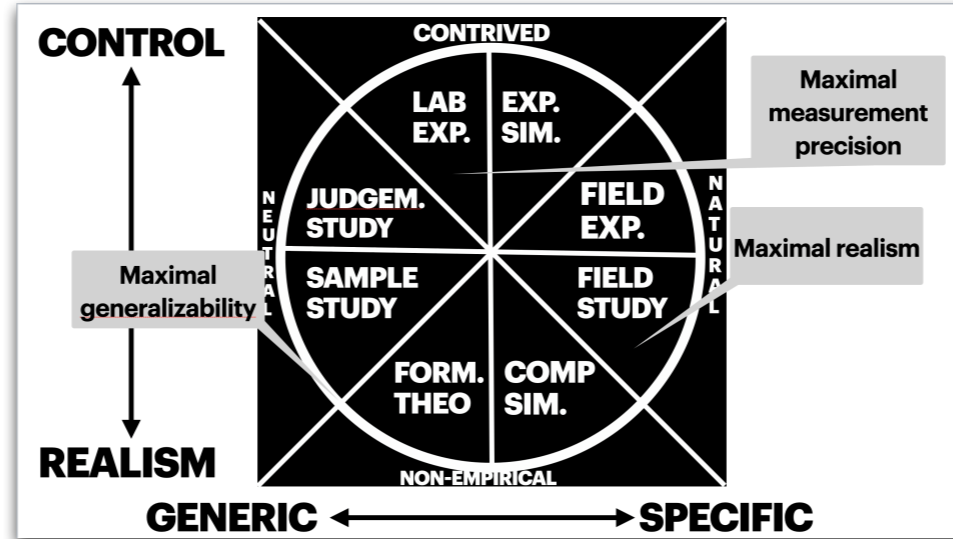 CONTROL
CONTRIVED
LAB
EXP.
EXP.
SIM.
Maximal
measurement
precision
JUDGEM.
STUDY
FIELD
EXP.
NEUTRAL
NATURAL
Maximal
generalizability
SAMPLE
STUDY
FIELD
STUDY
Maximal realism
FORM.
THEO
COMP
SIM.
REALISM
NON-EMPIRICAL
GENERIC
SPECIFIC